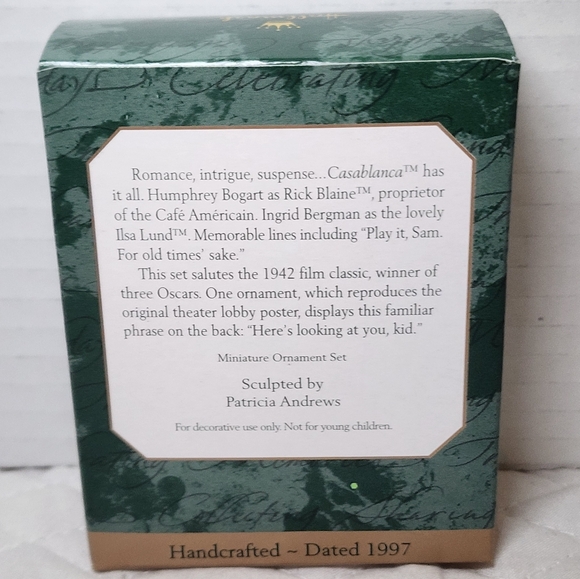 Hallmark
Celebrating
Romance, intrigue, suspense...Casablanca™ has
it all. Humphrey Bogart as Rick Blaine™, proprietor
of the Café Américain. Ingrid Bergman as the lovely
Ilsa Lund™. Memorable lines including “Play it, Sam.
For old times’ sake.”
This set salutes the 1942 film classic, winner of
three Oscars. One ornament, which reproduces the
original theater lobby poster, displays this familiar
phrase on the back: “Here’s looking at you, kid.”
Miniature Ornament Set
Sculpted by
Patricia Andrews
For decorative use only. Not for young children.
Handcrafted ~ Dated 1997